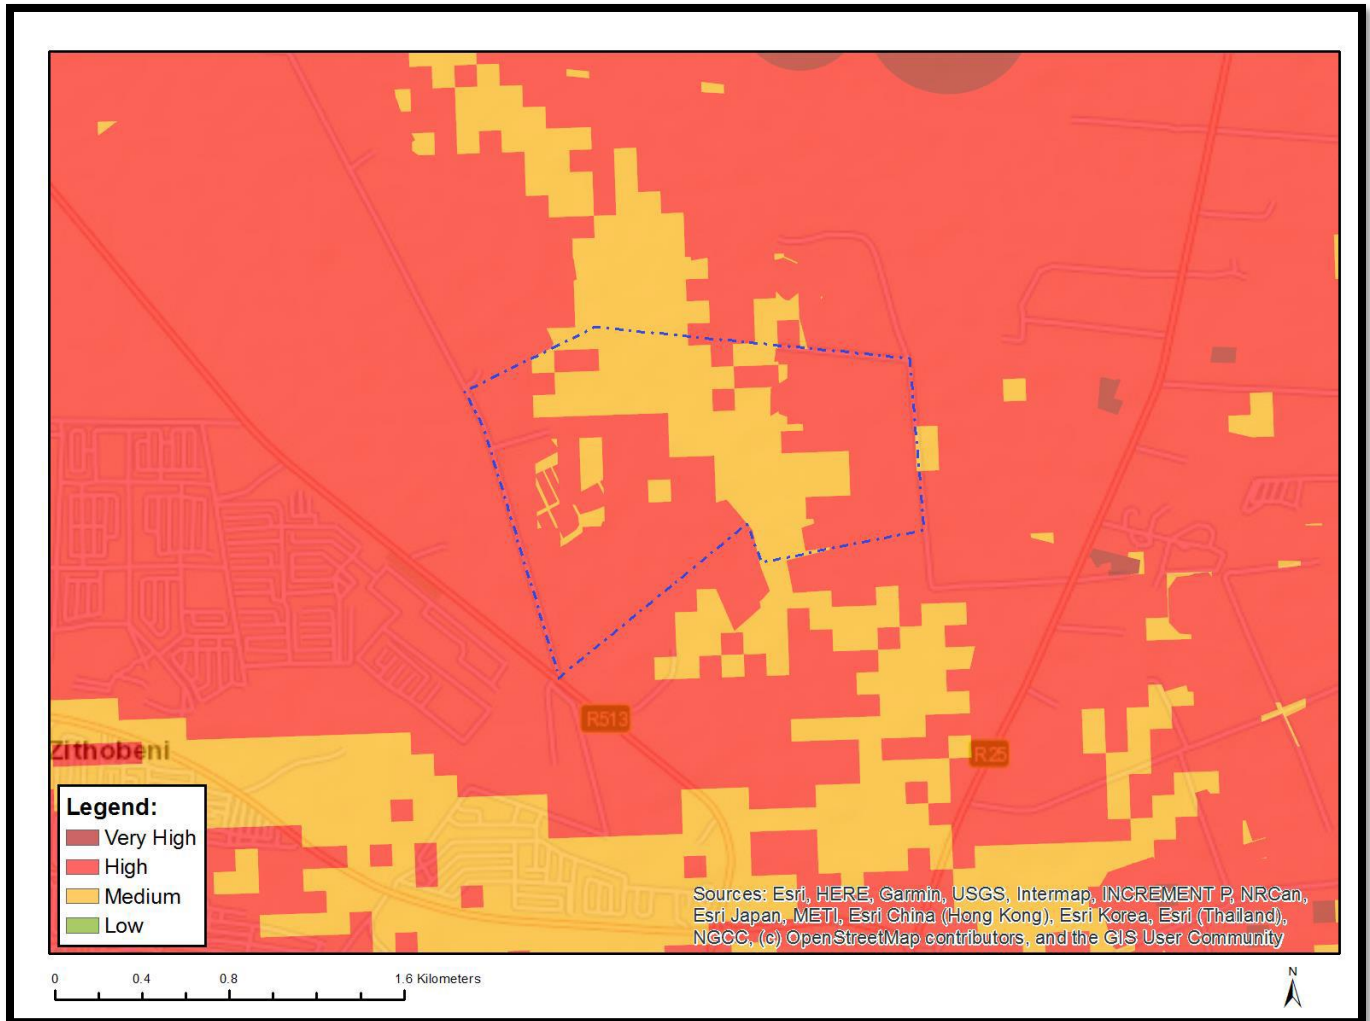 R513
R25
Zithobeni
Legend:
Very High
High
Medium
Low
Sources: Esri, HERE, Garmin, USGS, Intermap, INCREMENT P, NRCan,
Esri Japan, METI, Esri China (Hong Kong), Esri Korea, Esri (Thailand),
NGCC, (c) OpenStreetMap contributors, and the GIS User Community
0 0.4 0.8 1.6 Kilometers
N